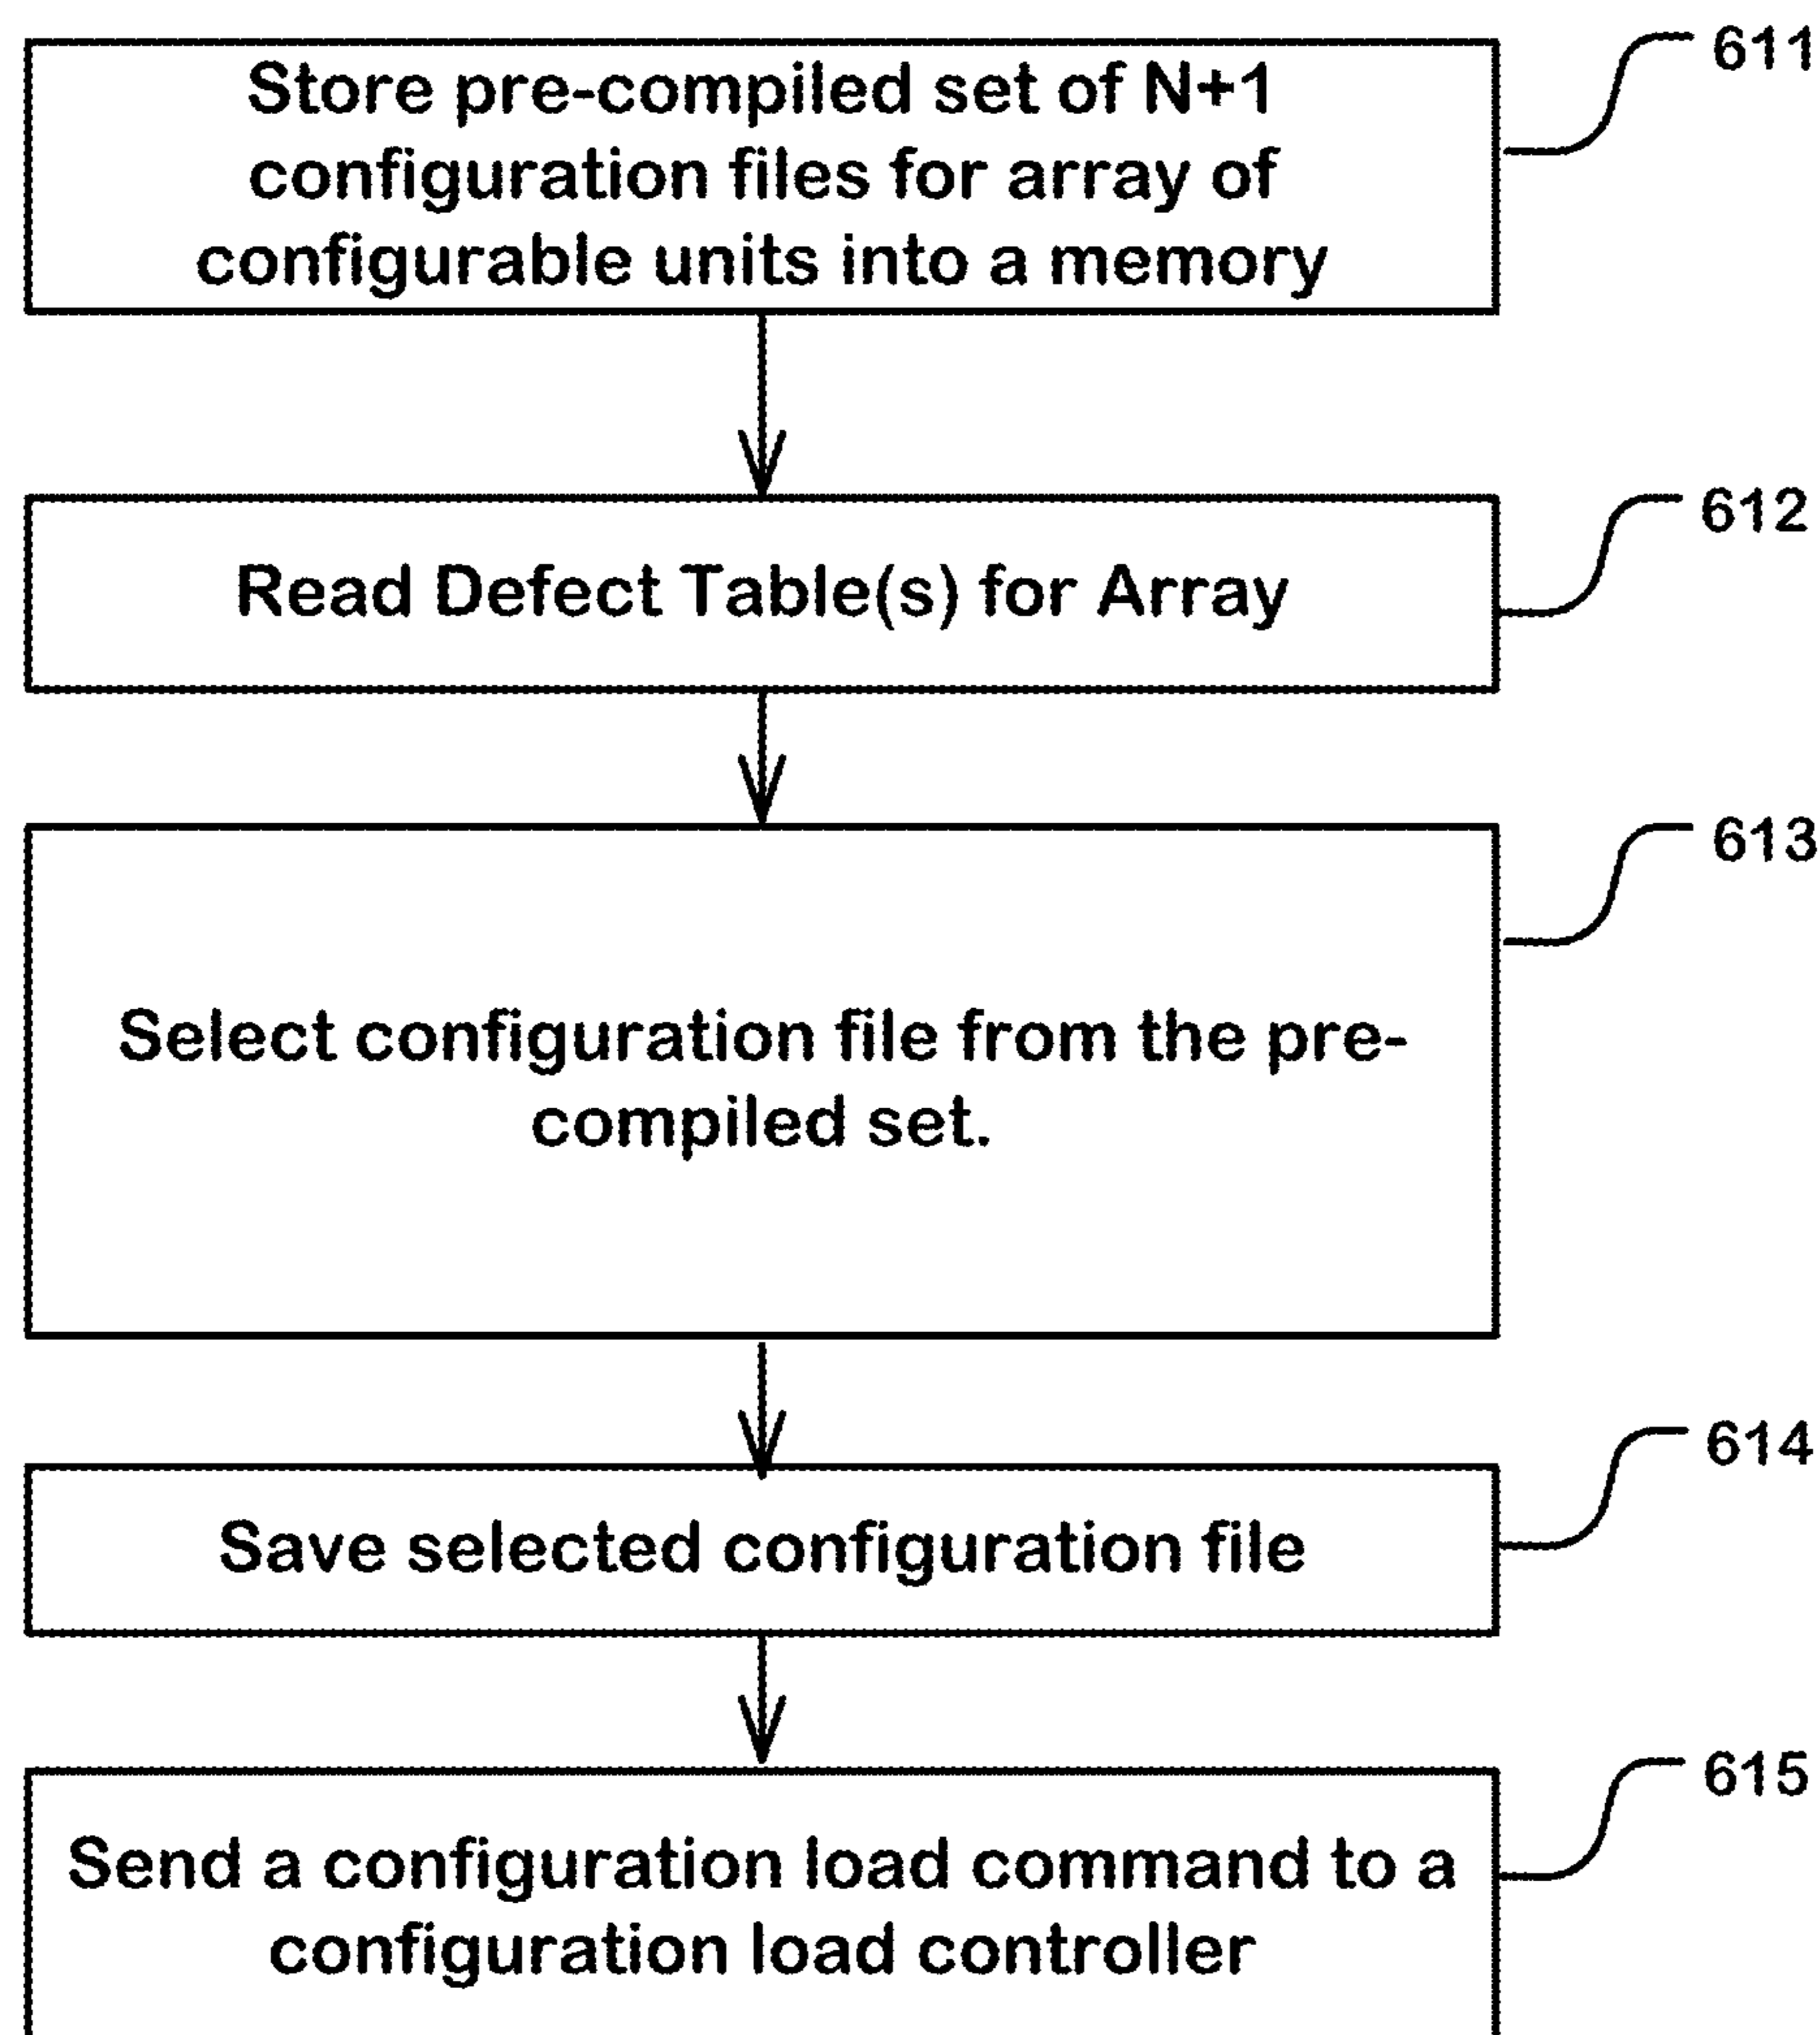 Store pre-compiled set of N+1
configuration files for array of
configurable units into a memory
611
Read Defect Table(s) for Array
612
Select configuration file from the pre-
compiled set.
613
Save selected configuration file
614
Send a configuration load command to a
configuration load controller
615